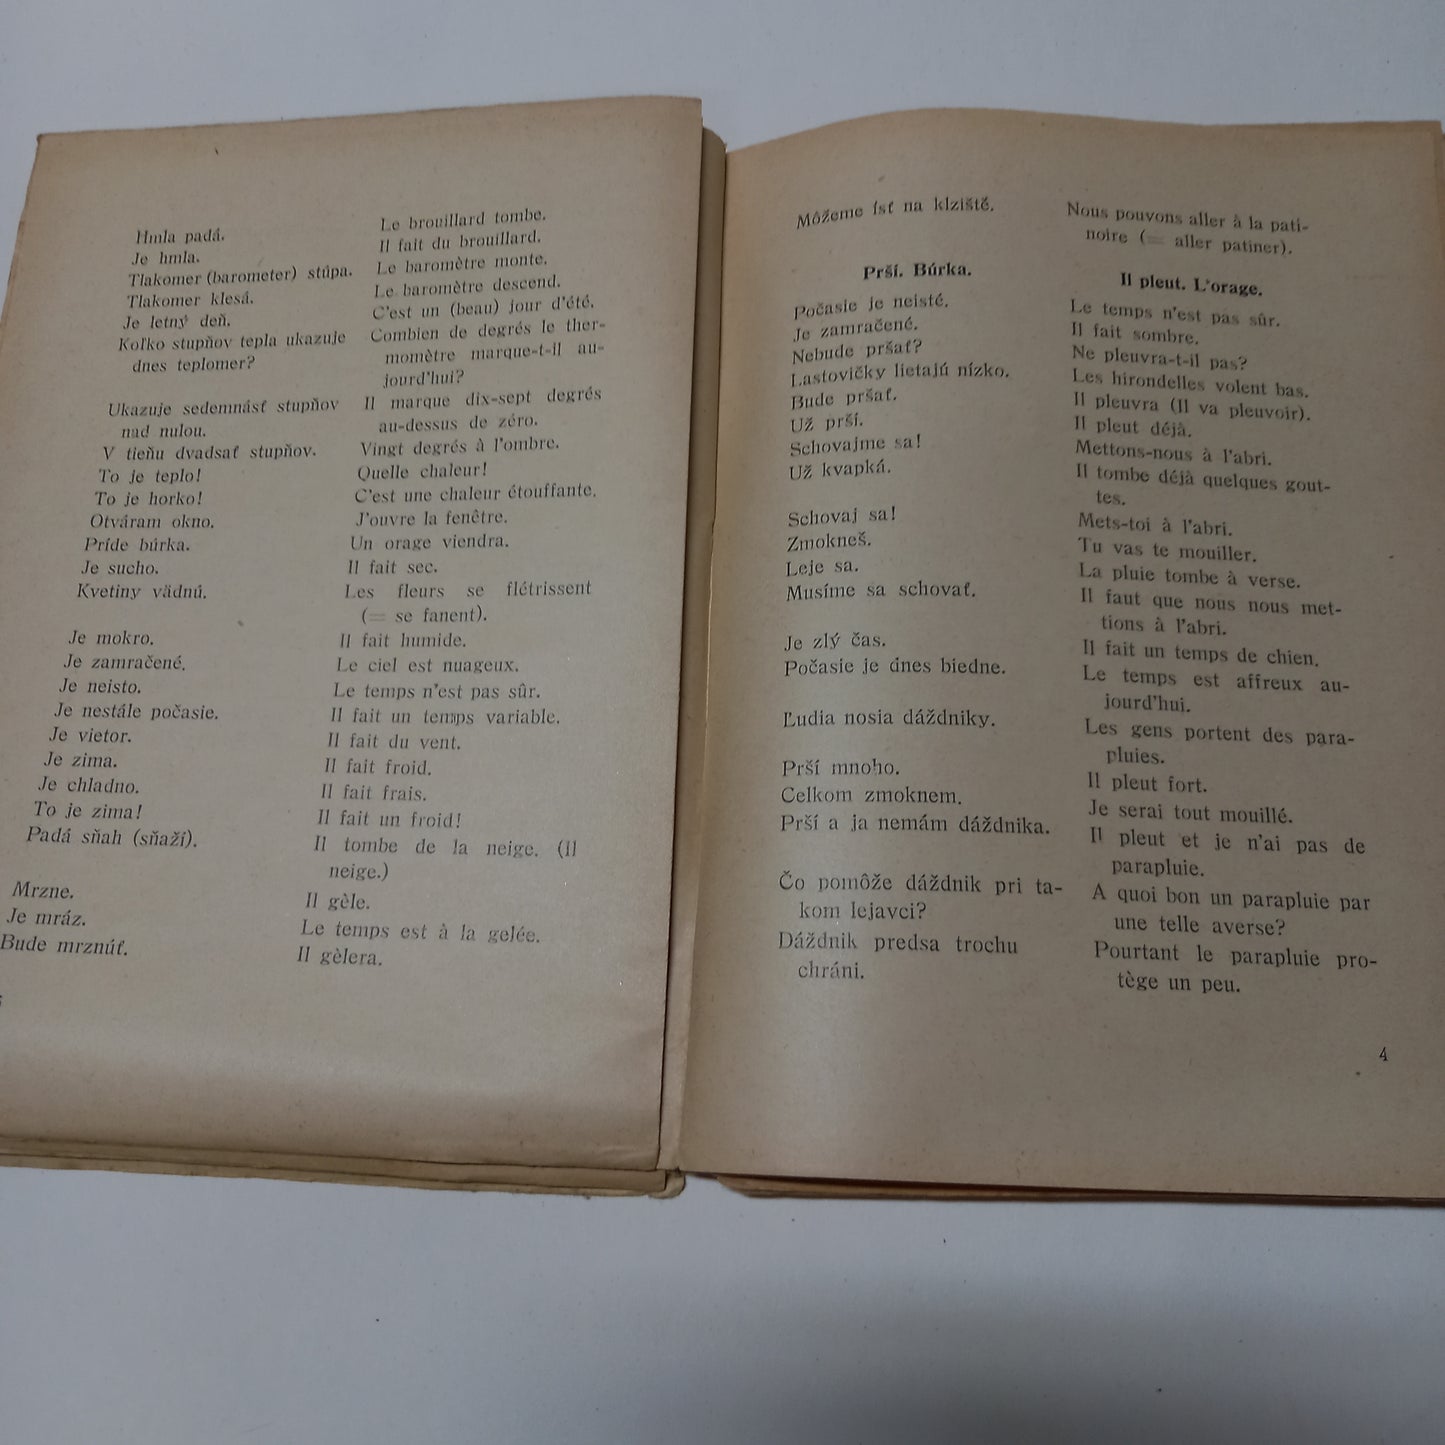 Hmla padá.
Je hmla.
Tlakomer (barometer) stúpa.
Tlakomer klesá.
Je letný deň.
Koľko stupňov tepla ukazuje
dnes teplomer?
Ukazuje sedemnásť stupňov
nad nulou.
V tieňu dvadsať stupňov.
To je teplo!
To je horko!
Otváram okno.
Príde búrka.
Je sucho.
Kvetiny vädnú.
Je mokro.
Je zamračené.
Je neisto.
Je nestále počasie.
Je vietor.
Je zima.
Je chladno.
To je zima!
Padá sňah (sňaží).
Mrzne.
Je mráz.
Bude mrznúť.
Le brouillard tombe.
Il fait du brouillard.
Le baromètre monte.
Le baromètre descend.
C'est un (beau) jour d'été.
Combien de degrés le ther-
momètre marque-t-il au-
jourd'hui?
Il marque dix-sept degrés
au-dessus de zéro.
Vingt degrés à l'ombre.
Quelle chaleur!
C'est une chaleur étouffante.
J'ouvre la fenêtre.
Un orage viendra.
Il fait sec.
Les fleurs se flétrissent
(= se fanent).
Il fait humide.
Le ciel est nuageux.
Le temps n'est pas sûr.
Il fait un temps variable.
Il fait du vent.
Il fait froid.
Il fait frais.
Il fait un froid!
Il tombe de la neige. (Il
neige.)
Il gèle.
Le temps est à la gelée.
Il gèlera.
Môžeme ísť na klziště.
Prší. Búrka.
Počasie je neisté.
Je zamračené.
Nebude pršať?
Lastovičky lietajú nízko.
Bude pršať.
Už prší.
Schovajme sa!
Už kvapká.
Schovaj sa!
Zmokneš.
Leje sa.
Musíme sa schovať.
Je zlý čas.
Počasie je dnes biedne.
Ľudia nosia dáždniky.
Prší mnoho.
Celkom zmoknem.
Prší a ja nemám dáždnika.
Čo pomôže dáždnik pri ta-
kom lejavci?
Dáždnik predsa trochu
chráni.
Nous pouvons aller à la pati-
noire (= aller patiner).
Il pleut. L'orage.
Le temps n'est pas sûr.
Il fait sombre.
Ne pleuvra-t-il pas?
Les hirondelles volent bas.
Il pleuvra (Il va pleuvoir).
Il pleut déjà.
Mettons-nous à l'abri.
Il tombe déjà quelques gout-
tes.
Mets-toi à l'abri.
Tu vas te mouiller.
La pluie tombe à verse.
Il faut que nous nous met-
tions à l'abri.
Il fait un temps de chien.
Le temps est affreux au-
jourd'hui.
Les gens portent des para-
pluies.
Il pleut fort.
Je serai tout mouillé.
Il pleut et je n'ai pas de
parapluie.
A quoi bon un parapluie par
une telle averse?
Pourtant le parapluie pro-
tège un peu.
4